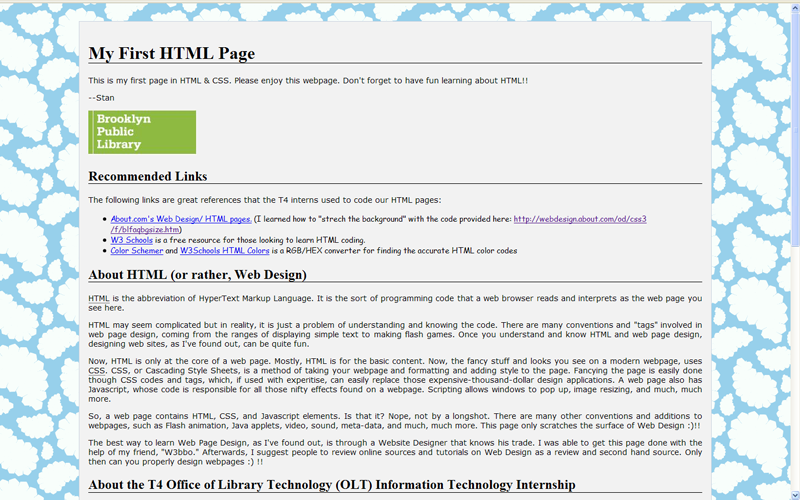 My First HTML Page
This is my first page in HTML & CSS. Please enjoy this webpage. Don't forget to have fun learning about HTML!!
--Stan
Brooklyn
Public
Library
Recommended Links
The following links are great references that the T4 interns used to code our HTML pages:
• About.com's Web Design/ HTML pages. (I learned how to "strech the background" with the code provided here: http://webdesign.about.com/od/css3
/f/blfaqbgsize.htm)
• W3 Schools is a free resource for those looking to learn HTML coding.
• Color Schemer and W3Schools HTML Colors is a RGB/HEX converter for finding the accurate HTML color codes
About HTML (or rather, Web Design)
HTML is the abbreviation of HyperText Markup Language. It is the sort of programming code that a web browser reads and interprets as the web page you
see here.
HTML may seem complicated but in reality, it is just a problem of understanding and knowing the code. There are many conventions and "tags" involved in
web page design, coming from the ranges of displaying simple text to making flash games. Once you understand and know HTML and web page design,
designing web sites, as I've found out, can be quite fun.
Now, HTML is only at the core of a web page. Mostly, HTML is for the basic content. Now, the fancy stuff and looks you see on a modern webpage, uses
CSS. CSS, or Cascading Style Sheets, is a method of taking your webpage and formatting and adding style to the page. Fancying the page is easily done
though CSS codes and tags, which, if used with experitise, can easily replace those expensive-thousand-dollar design applications. A web page also has
Javascript, whose code is responsible for all those nifty effects found on a webpage. Scripting allows windows to pop up, image resizing, and much, much
more.
So, a web page contains HTML, CSS, and Javascript elements. Is that it? Nope, not by a longshot. There are many other conventions and additions to
webpages, such as Flash animation, Java applets, video, sound, meta-data, and much, much more. This page only scratches the surface of Web Design :)!!
The best way to learn Web Page Design, as I've found out, is through a Website Designer that knows his trade. I was able to get this page done with the
help of my friend, "W3bbo." Afterwards, I suggest people to review online sources and tutorials on Web Design as a review and second hand source. Only
then can you properly design webpages :) !!
About the T4 Office of Library Technology (OLT) Information Technology Internship